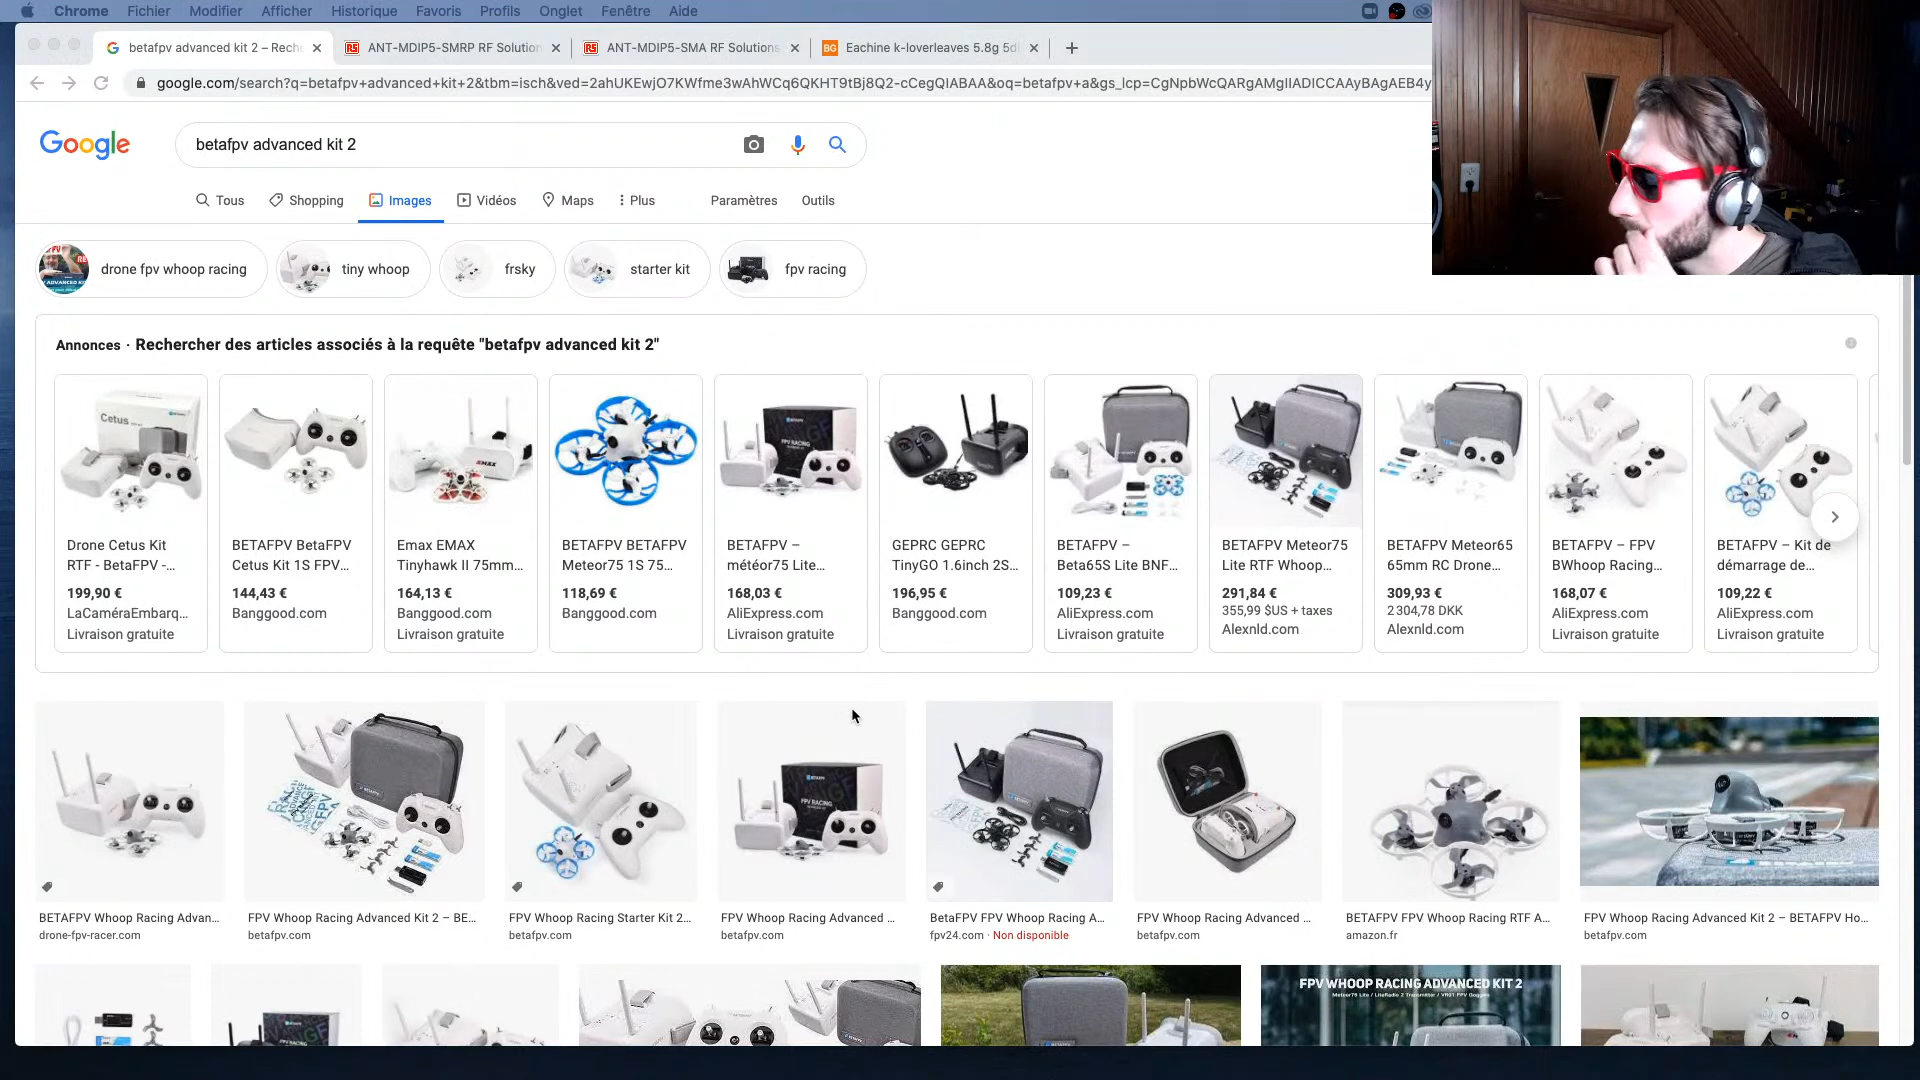 Chrome Fichier Modifier Afficher Historique Favoris Profils Onglet Fenêtre Aide
betafpv advanced kit 2 – Rech
ANT-MDIP5-SMRP RF Solution
ANT-MDIP5-SMA RF Solutions
Eachine k-loverleaves 5.8g 5d
google.com/search?q=betafpv+advanced+kit+2&tbm=isch&ved=2ahUKEwjO7KWfme3wAhWCq6QKHT9tBj8Q2-cCegQIABAA&oq=betafpv+a&gs_lcp=CgNpbWcQARgAMgIIADICCAAyBAgAEB4y
Google
betafpv advanced kit 2
Tous Shopping Images Vidéos Maps Plus Paramètres Outils
drone fpv whoop racing
tiny whoop
frsky
starter kit
fpv racing
Annonces · Rechercher des articles associés à la requête "betafpv advanced kit 2"
Drone Cetus Kit
RTF - BetaFPV -...
199,90 €
LaCaméraEmbarq...
Livraison gratuite
BETAFPV BetaFPV
Cetus Kit 1S FPV...
144,43 €
Banggood.com
Emax EMAX
Tinyhawk II 75mm...
164,13 €
Banggood.com
Livraison gratuite
BETAFPV BETAFPV
Meteor75 1S 75...
118,69 €
Banggood.com
BETAFPV –
météor75 Lite...
168,03 €
AliExpress.com
Livraison gratuite
GEPRC GEPRC
TinyGO 1.6inch 2S...
196,95 €
Banggood.com
BETAFPV –
Beta65S Lite BNF...
109,23 €
AliExpress.com
Livraison gratuite
BETAFPV Meteor75
Lite RTF Whoop...
291,84 €
355,99 $US + taxes
Alexnld.com
BETAFPV Meteor65
65mm RC Drone...
309,93 €
2 304,78 DKK
Alexnld.com
BETAFPV – FPV
BWhoop Racing...
168,07 €
AliExpress.com
Livraison gratuite
BETAFPV – Kit de
démarrage de...
109,22 €
AliExpress.com
Livraison gratuite
BETAFPV Whoop Racing Advan...
drone-fpv-racer.com
FPV Whoop Racing Advanced Kit 2 – BE...
betafpv.com
FPV Whoop Racing Starter Kit 2...
betafpv.com
FPV Whoop Racing Advanced ...
betafpv.com
BetaFPV FPV Whoop Racing A...
fpv24.com · Non disponible
FPV Whoop Racing Advanced ...
betafpv.com
BETAFPV FPV Whoop Racing RTF A...
amazon.fr
FPV Whoop Racing Advanced Kit 2 – BETAFPV Ho...
betafpv.com
FPV WHOOP RACING ADVANCED KIT 2
Meteor75 Lite / LiteRadio 2 Transmitter / VR01 FPV Goggles